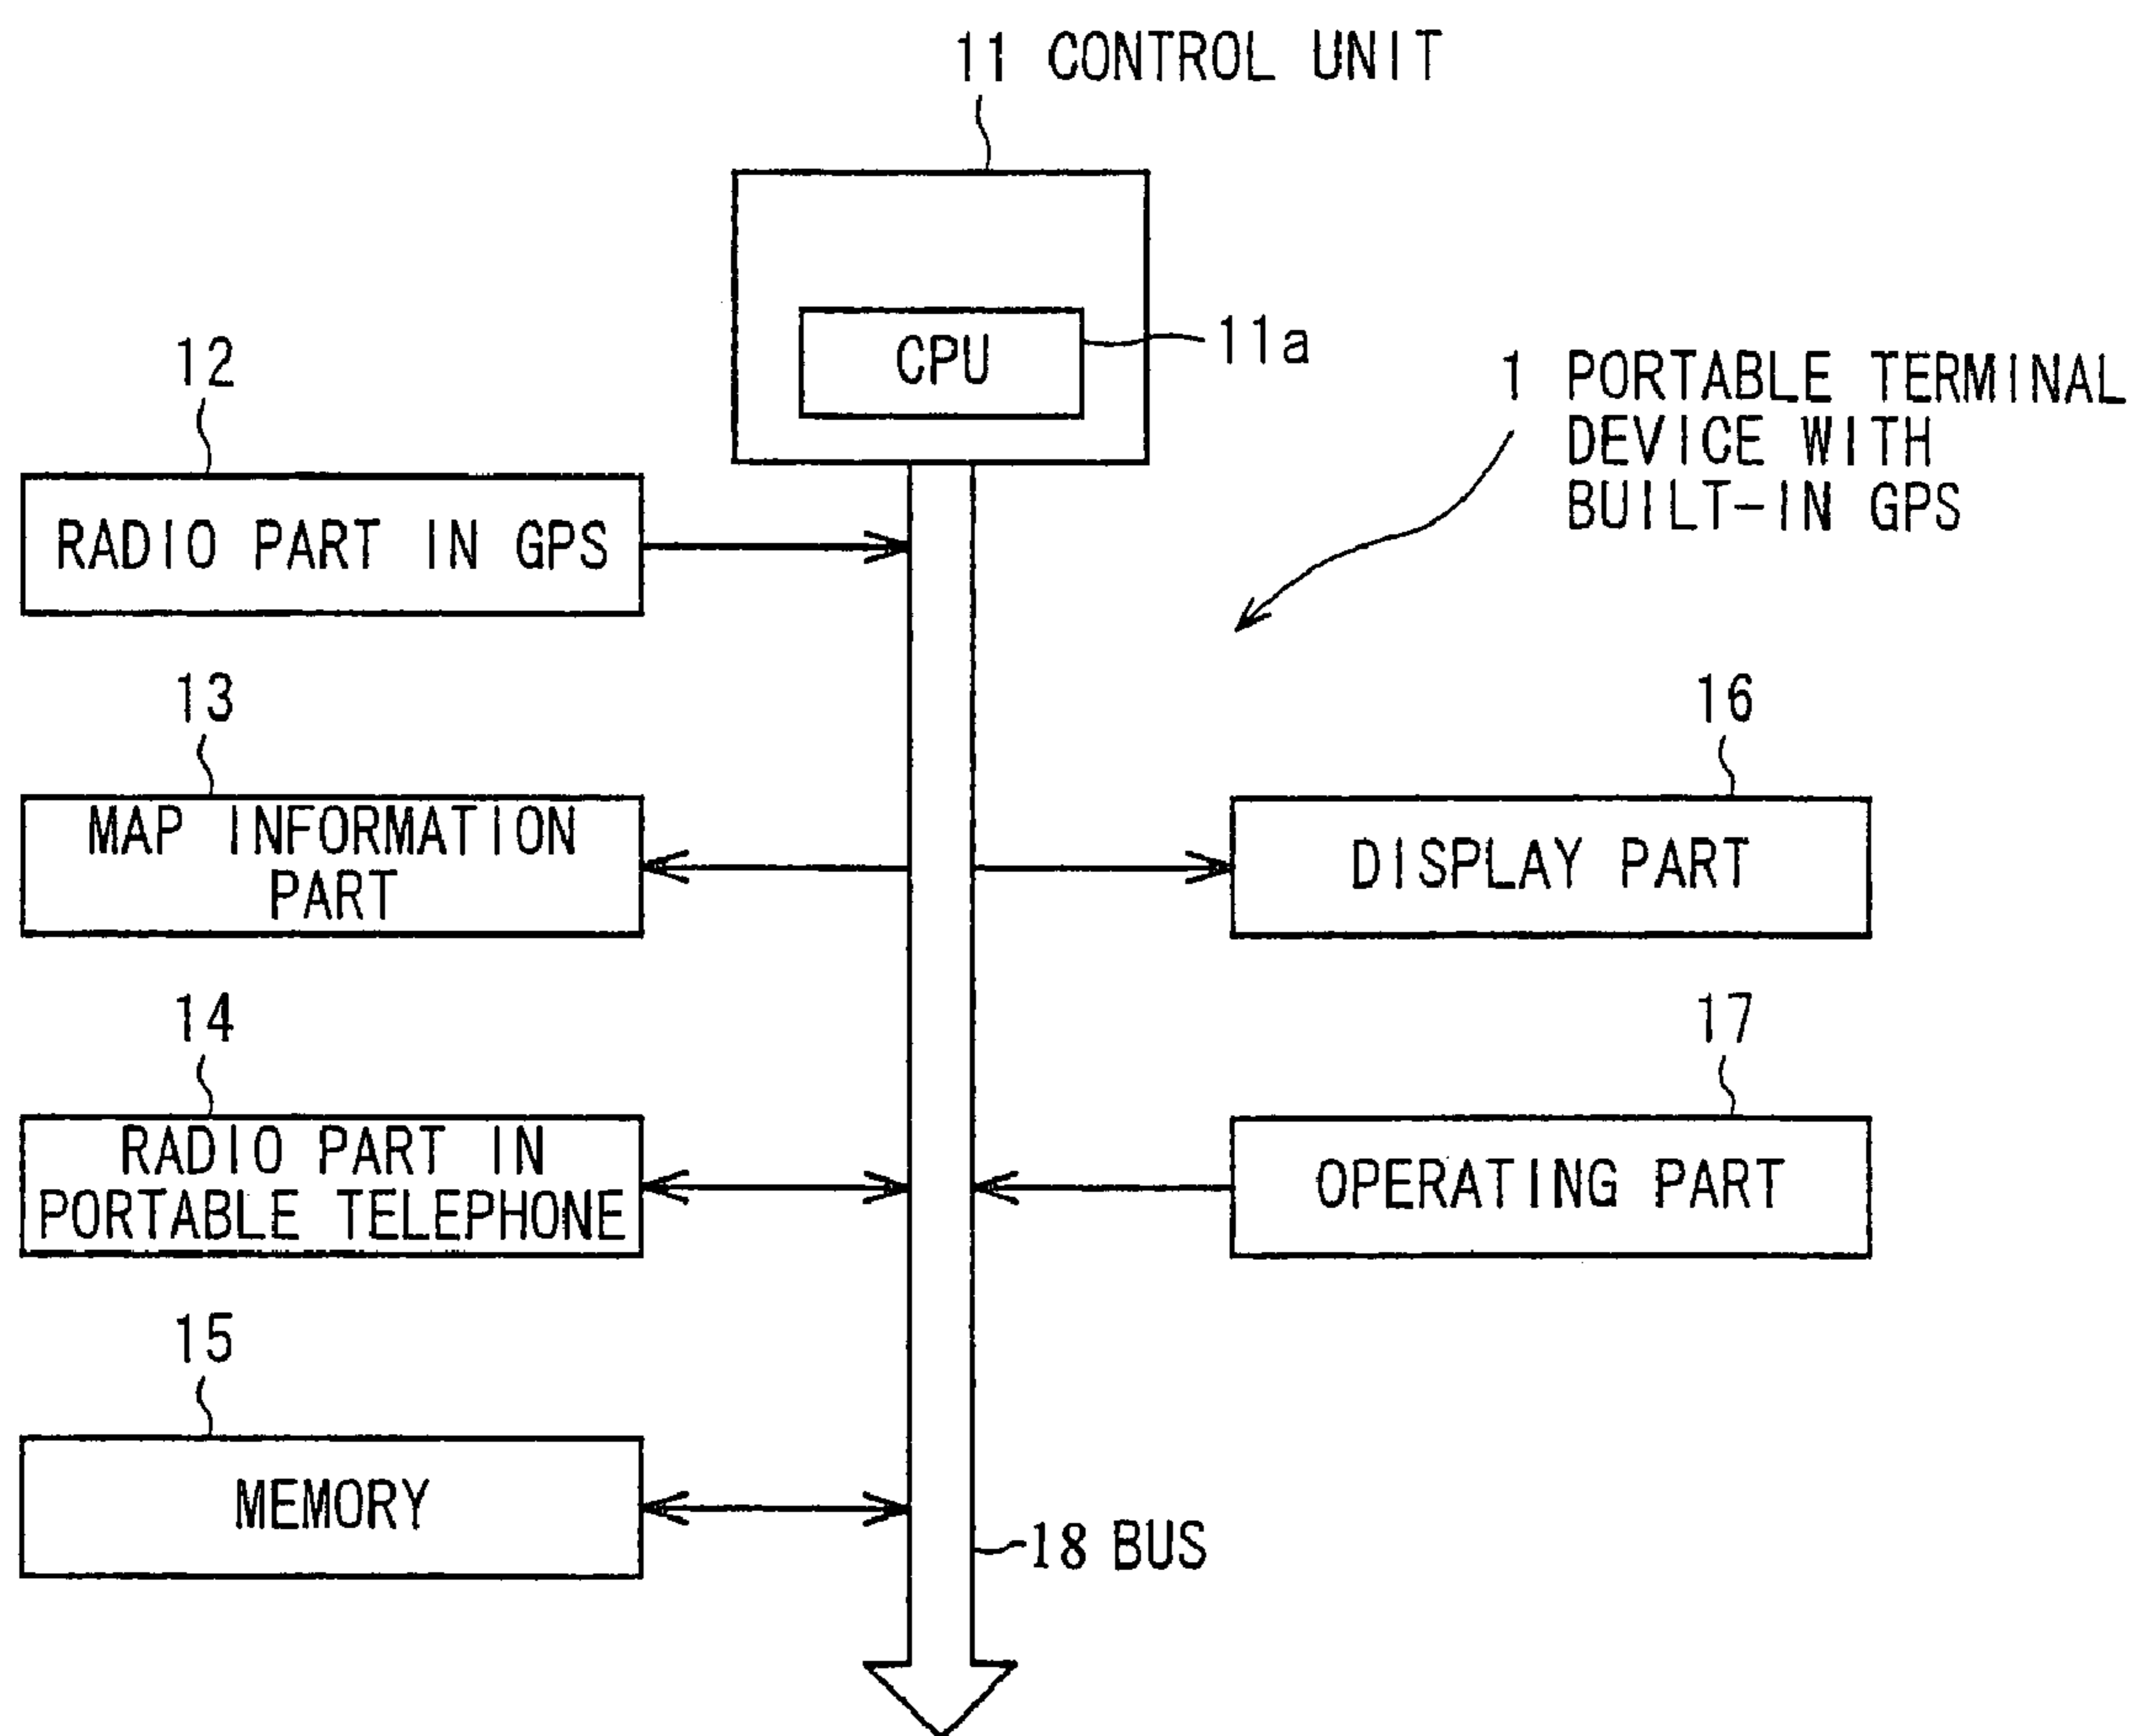 11 CONTROL UNIT
CPU
11a
12
1 PORTABLE TERMINAL
DEVICE WITH
BUILT-IN GPS
RADIO PART IN GPS
13
MAP INFORMATION
PART
16
DISPLAY PART
14
RADIO PART IN
PORTABLE TELEPHONE
17
OPERATING PART
15
MEMORY
18 BUS